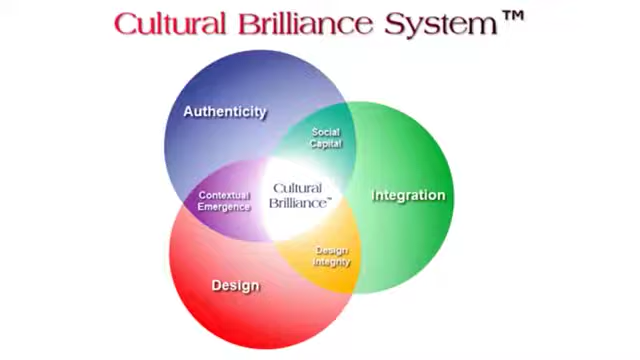 Cultural Brilliance System™
Authenticity
Social
Capital
Contextual
Emergence
Cultural
Brilliance™
Integration
Design
Integrity
Design